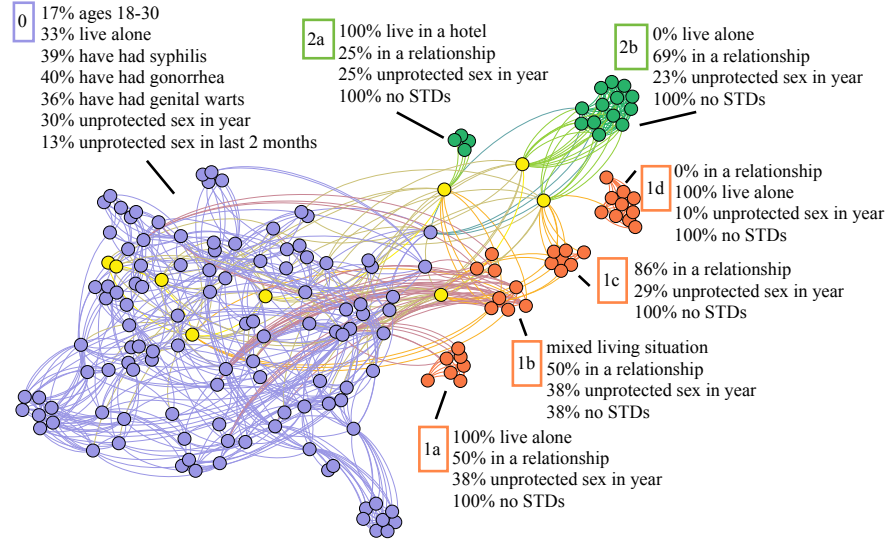 0
17% ages 18-30
33% live alone
39% have had syphilis
40% have had gonorrhea
36% have had genital warts
30% unprotected sex in year
13% unprotected sex in last 2 months
2a
100% live in a hotel
25% in a relationship
25% unprotected sex in year
100% no STDs
2b
0% live alone
69% in a relationship
23% unprotected sex in year
100% no STDs
1d
0% in a relationship
100% live alone
10% unprotected sex in year
100% no STDs
1c
86% in a relationship
29% unprotected sex in year
100% no STDs
1b
mixed living situation
50% in a relationship
38% unprotected sex in year
38% no STDs
1a
100% live alone
50% in a relationship
38% unprotected sex in year
100% no STDs